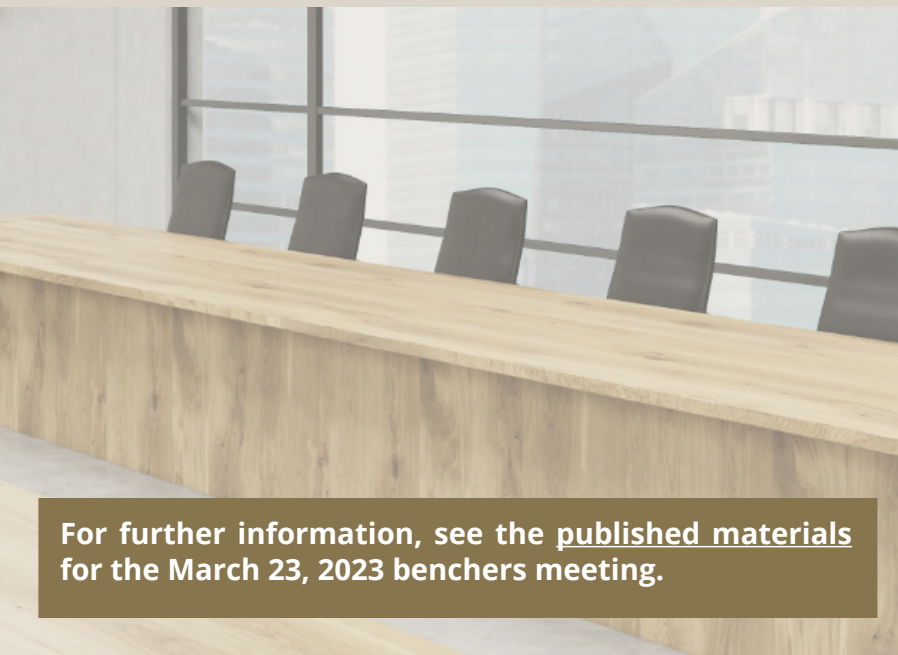 For further information, see the published materials
for the March 23, 2023 benchers meeting.